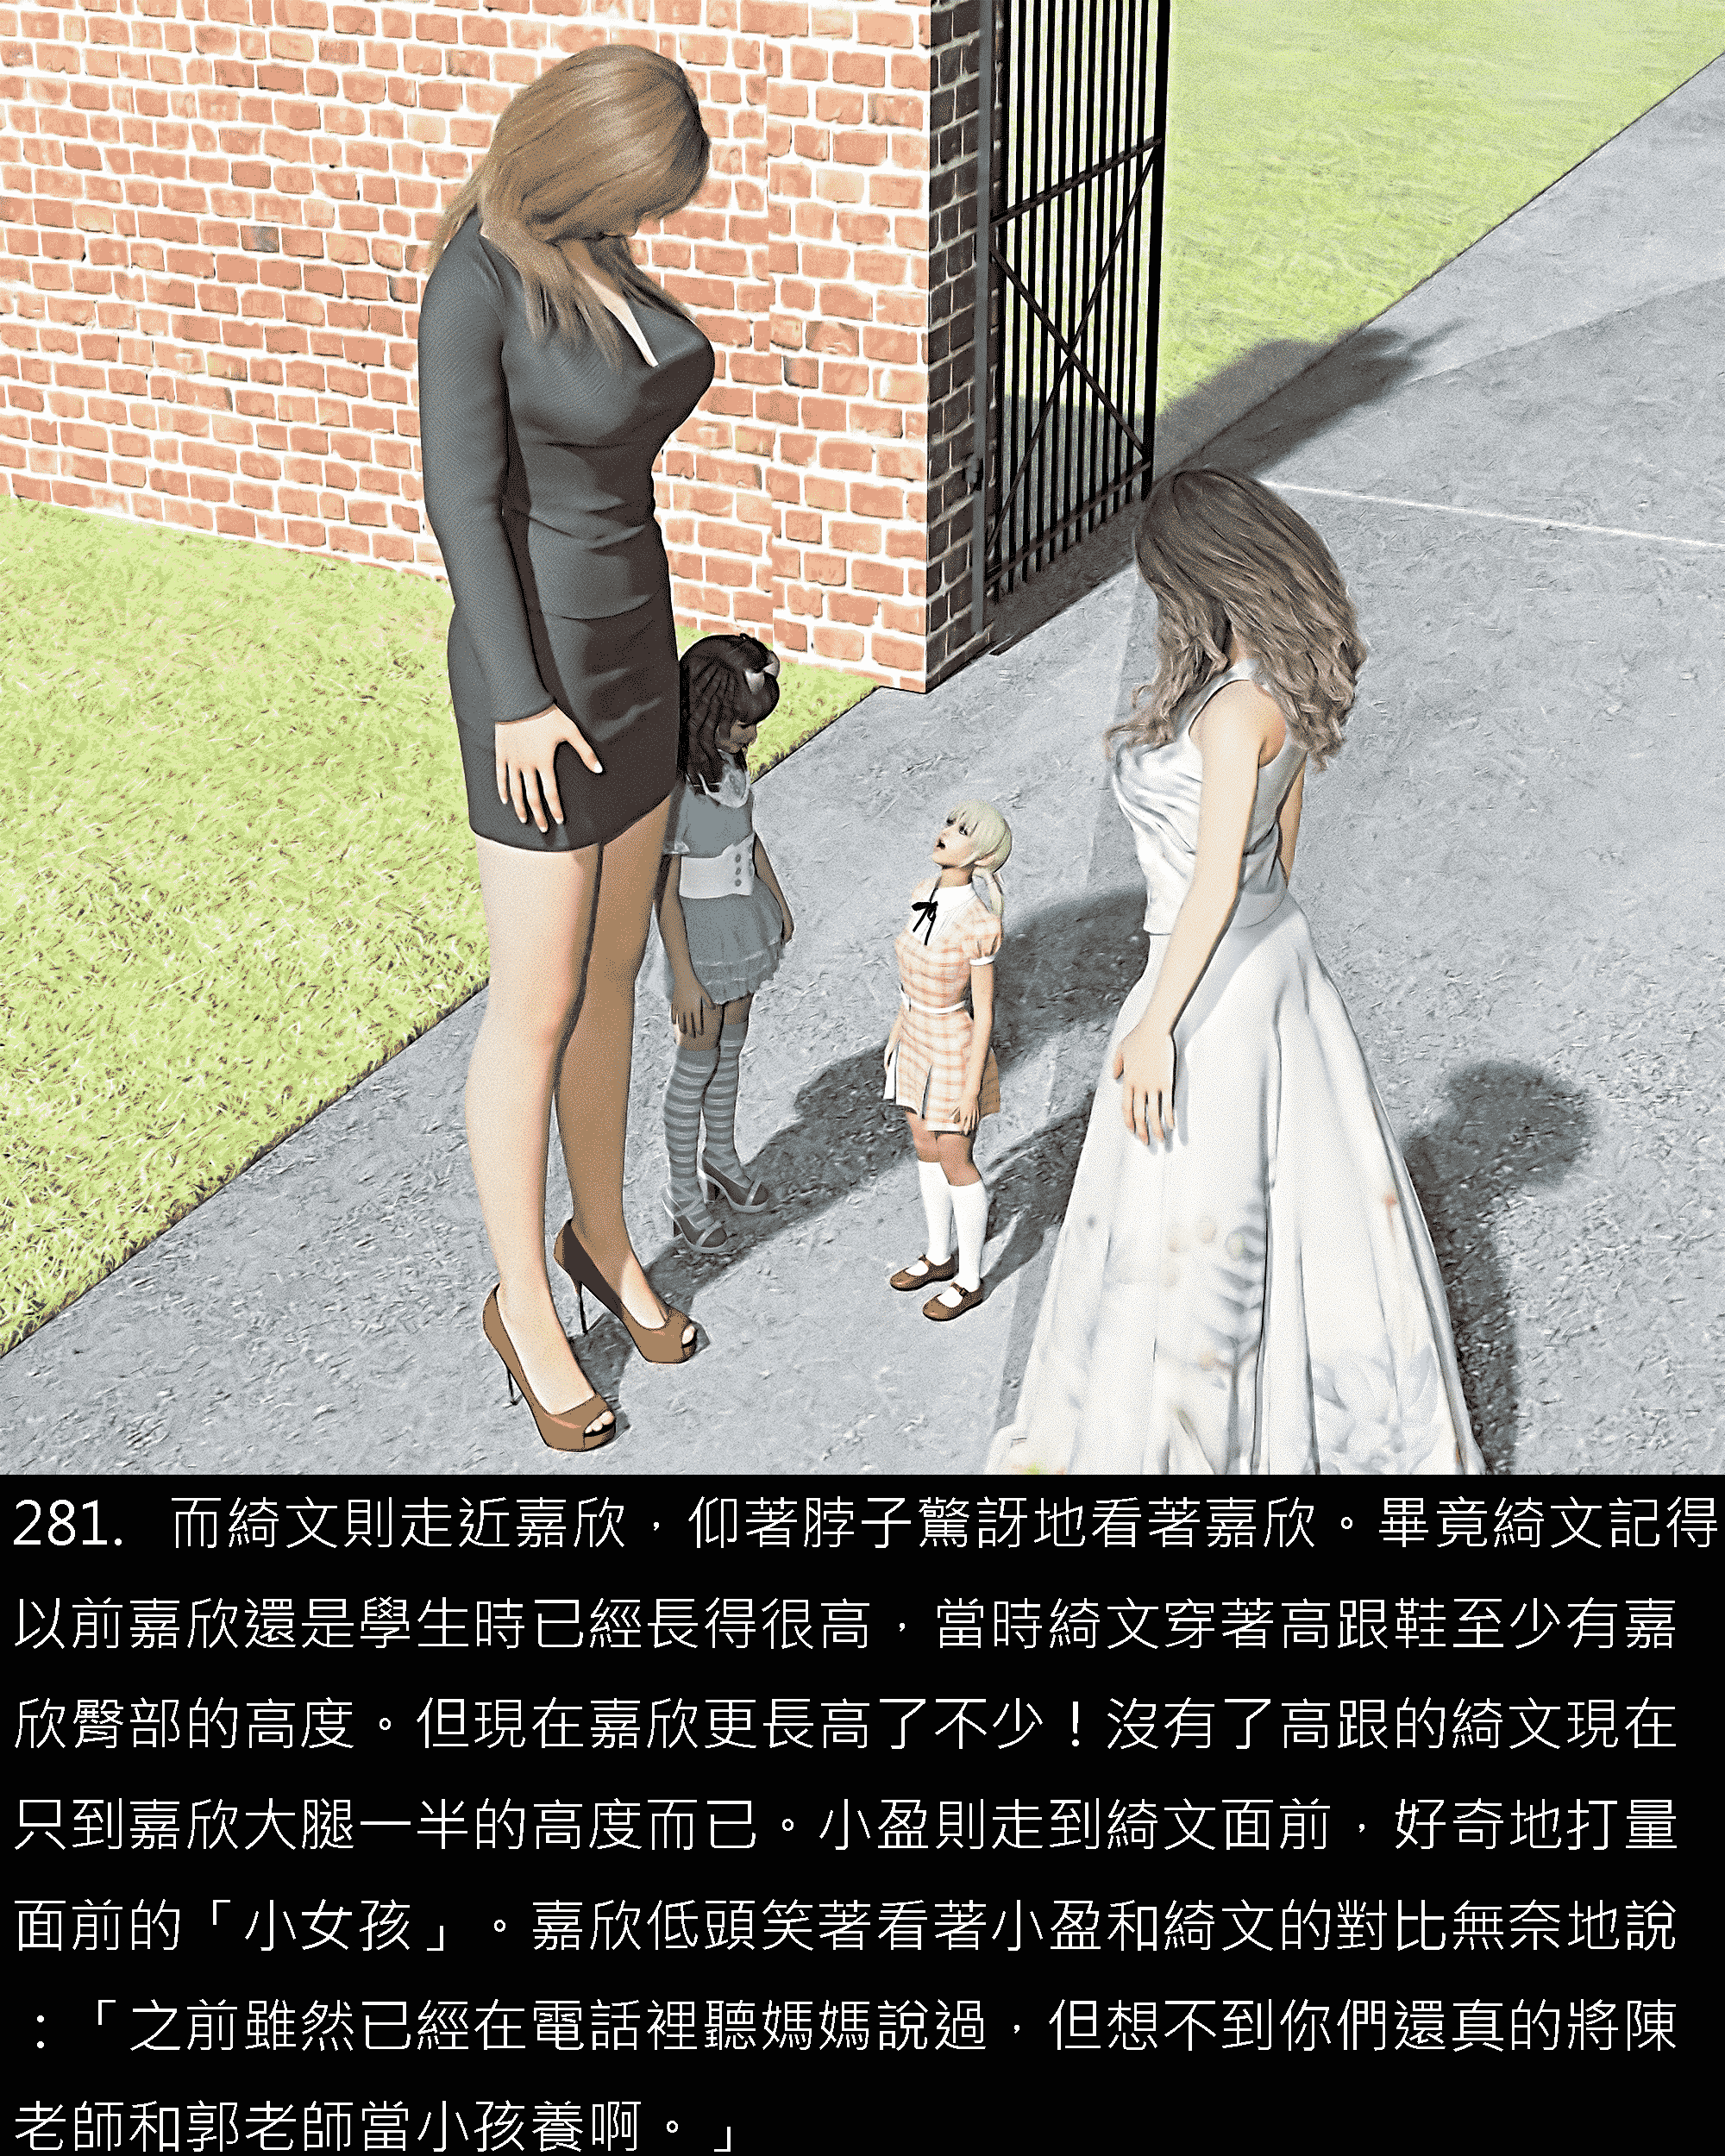 281. 而綺文則走近嘉欣，仰著脖子驚訝地看著嘉欣。畢竟綺文記得
以前嘉欣還是學生時已經長得很高，當時綺文穿著高跟鞋至少有嘉
欣臀部的高度。但現在嘉欣更長高了不少！沒有了高跟的綺文現在
只到嘉欣大腿一半的高度而已。小盈則走到綺文面前，好奇地打量
面前的「小女孩」。嘉欣低頭笑著看著小盈和綺文的對比無奈地說
：「之前雖然已經在電話裡聽媽媽說過，但想不到你們還真的將陳
老師和郭老師當小孩養啊。」